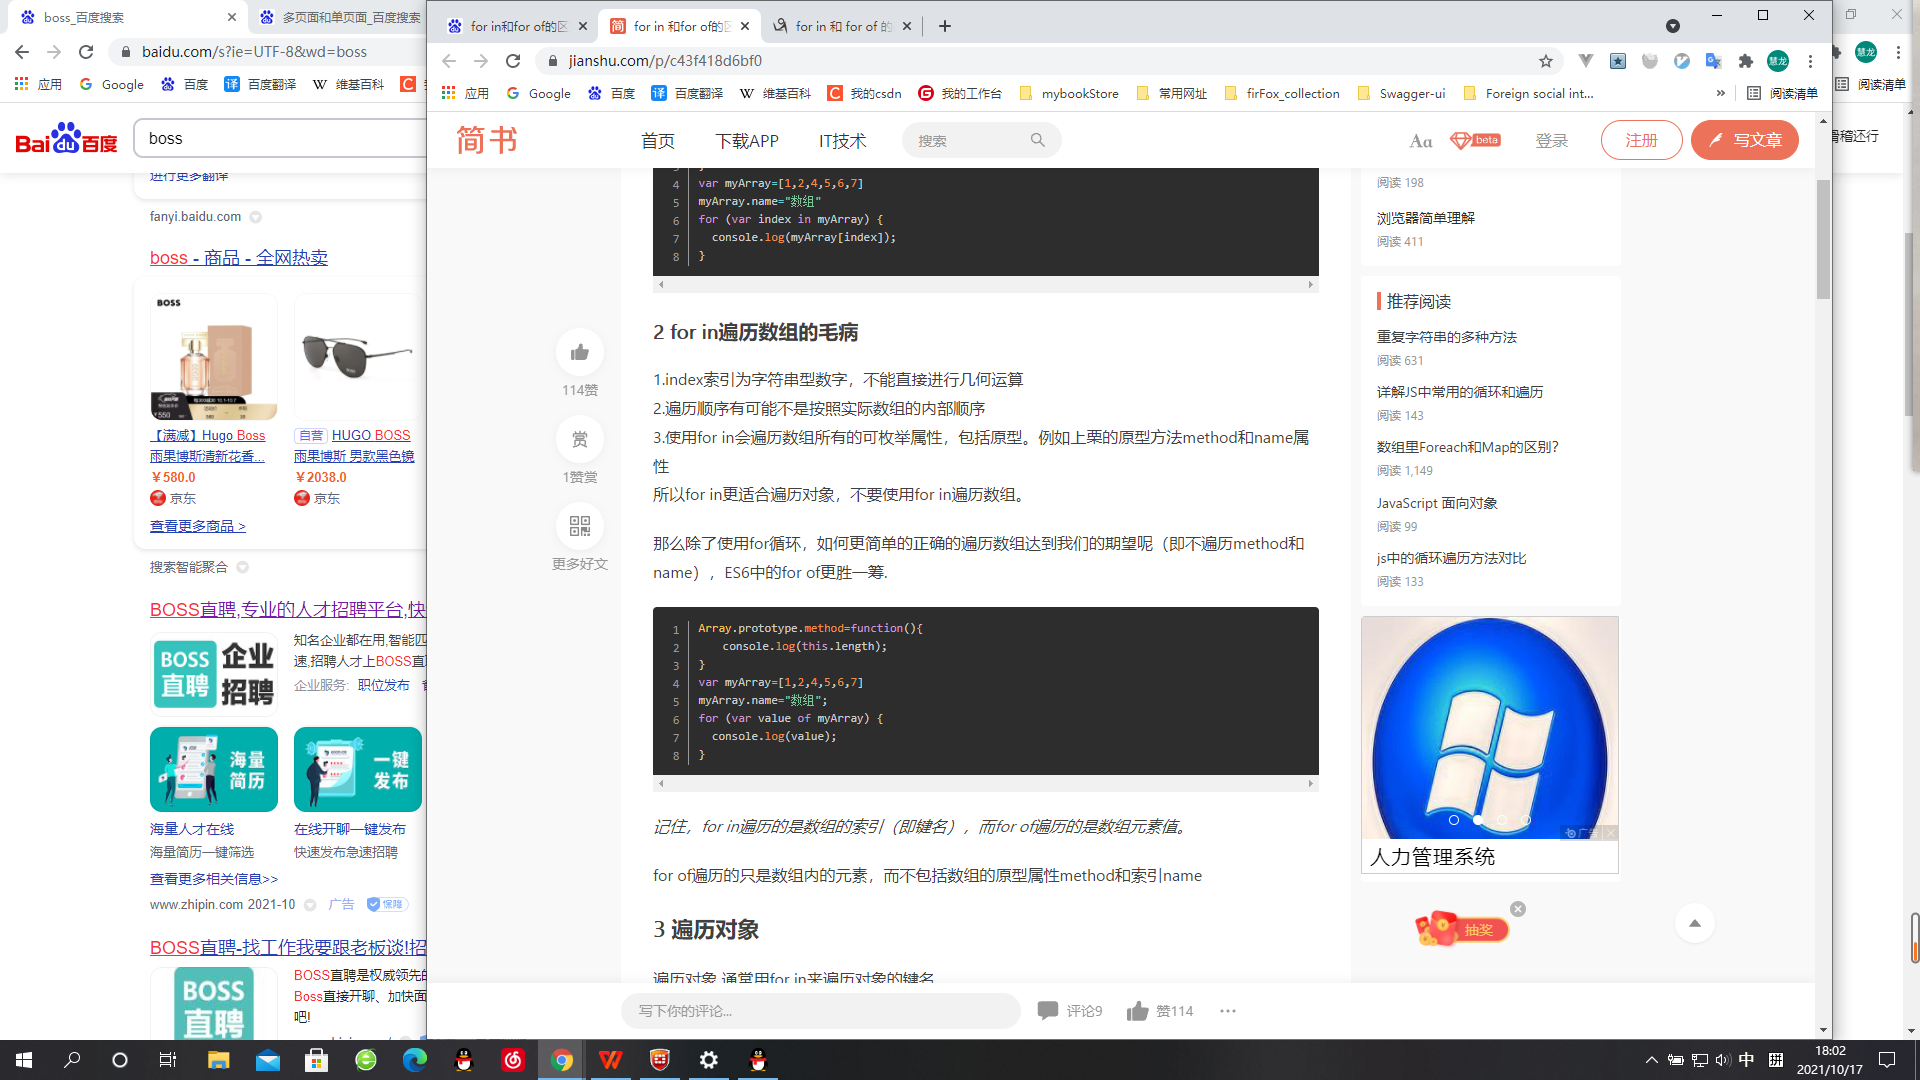 boss_百度搜索
多页面和单页面_百度搜索
baidu.com/s?ie=UTF-8&wd=boss
应用
Google
百度
百度翻译
维基百科
Bai 百度
boss
进行更多翻译
fanyi.baidu.com
boss - 商品 - 全网热卖
BOSS
【满减】Hugo Boss
雨果博斯清新花香...
￥580.0
京东
自营 HUGO BOSS
雨果博斯 男款黑色镜
￥2038.0
京东
查看更多商品 >
搜索智能聚合
BOSS直聘,专业的人才招聘平台,快
BOSS
直聘
企业
招聘
知名企业都在用,智能匹
速,招聘人才上BOSS直
企业服务: 职位发布
海量
简历
一键
发布
海量人才在线
海量简历一键筛选
在线开聊一键发布
快速发布急速招聘
查看更多相关信息>>
www.zhipin.com 2021-10
广告
保障
BOSS直聘-找工作我要跟老板谈!招
BOSS
直聘
BOSS直聘是权威领先的
Boss直接开聊、加快面
吧!
for in和for of的区
for in 和for of的区
for in 和 for of 的
jianshu.com/p/c43f418d6bf0
慧龙
应用
Google
百度
百度翻译
维基百科
我的csdn
我的工作台
mybookStore
常用网址
firFox_collection
Swagger-ui
Foreign social int...
»
阅读清单
简书
首页
下载APP
IT技术
搜索
Aa
beta
登录
注册
写文章
4 var myArray=[1,2,4,5,6,7]
5 myArray.name="数组"
6 for (var index in myArray) {
7 console.log(myArray[index]);
8 }
2 for in遍历数组的毛病
1.index索引为字符串型数字，不能直接进行几何运算
2.遍历顺序有可能不是按照实际数组的内部顺序
3.使用for in会遍历数组所有的可枚举属性，包括原型。例如上栗的原型方法method和name属
性
所以for in更适合遍历对象，不要使用for in遍历数组。
那么除了使用for循环，如何更简单的正确的遍历数组达到我们的期望呢（即不遍历method和
name），ES6中的for of更胜一筹.
1 Array.prototype.method=function(){
2 console.log(this.length);
3 }
4 var myArray=[1,2,4,5,6,7]
5 myArray.name="数组";
6 for (var value of myArray) {
7 console.log(value);
8 }
记住，for in遍历的是数组的索引（即键名），而for of遍历的是数组元素值。
for of遍历的只是数组内的元素，而不包括数组的原型属性method和索引name
3 遍历对象
遍历对象 通常用for in来遍历对象的键名
114赞
赏
1赞赏
更多好文
写下你的评论...
评论9
赞114
阅读 198
浏览器简单理解
阅读 411
推荐阅读
重复字符串的多种方法
阅读 631
详解JS中常用的循环和遍历
阅读 143
数组里Foreach和Map的区别？
阅读 1,149
JavaScript 面向对象
阅读 99
js中的循环遍历方法对比
阅读 133
广告
人力管理系统
抽奖
慧龙
阅读清单
滑稽还行
中
拼
18:02
2021/10/17